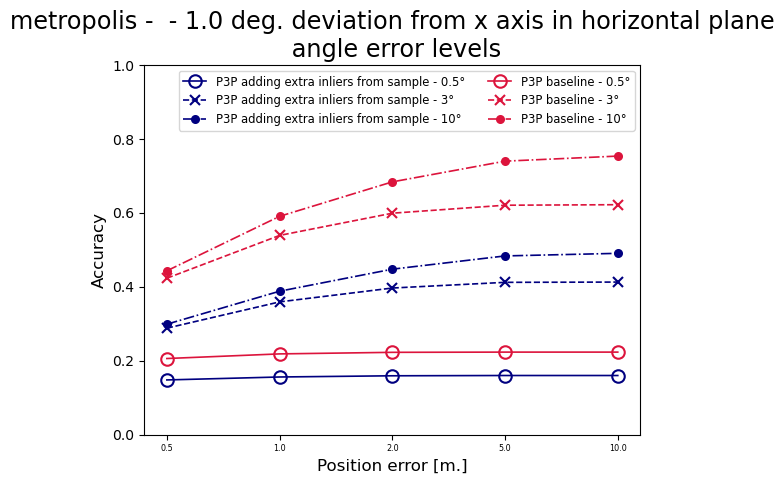 metropolis -  - 1.0 deg. deviation from x axis in horizontal plane
angle error levels
P3P adding extra inliers from sample - 0.5°
P3P adding extra inliers from sample - 3°
P3P adding extra inliers from sample - 10°
P3P baseline - 0.5°
P3P baseline - 3°
P3P baseline - 10°
Accuracy
1.0
0.8
0.6
0.4
0.2
0.0
0.5 1.0 2.0 5.0 10.0
Position error [m.]